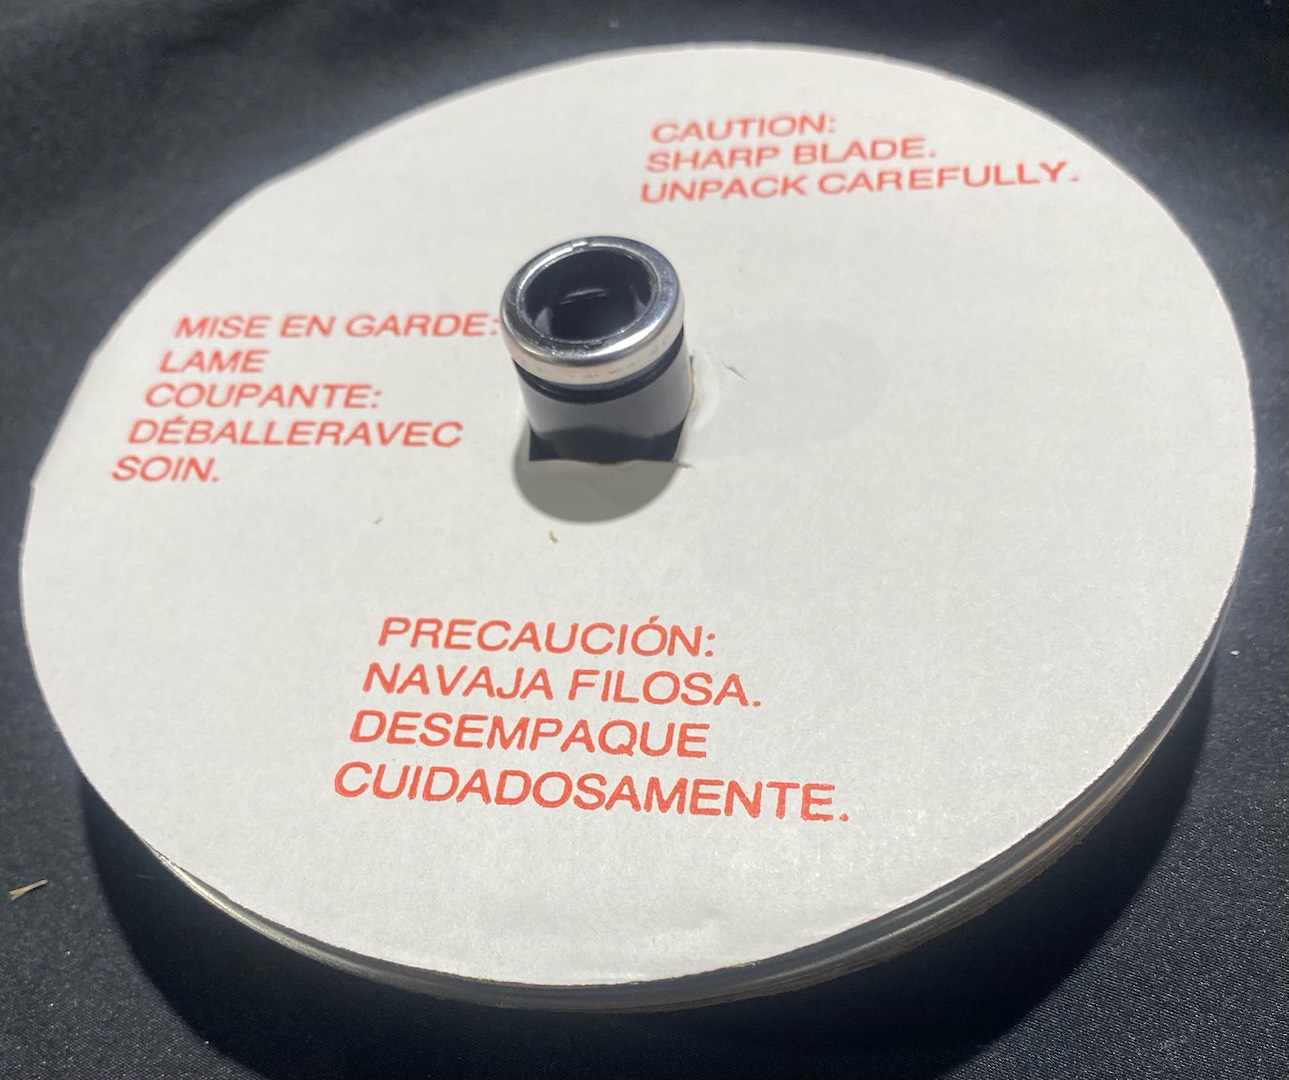 CAUTION:
SHARP BLADE.
UNPACK CAREFULLY.
MISE EN GARDE:
LAME
COUPANTE:
DÉBALLERAVEC
SOIN.
PRECAUCIÓN:
NAVAJA FILOSA.
DESEMPAQUE
CUIDADOSAMENTE.